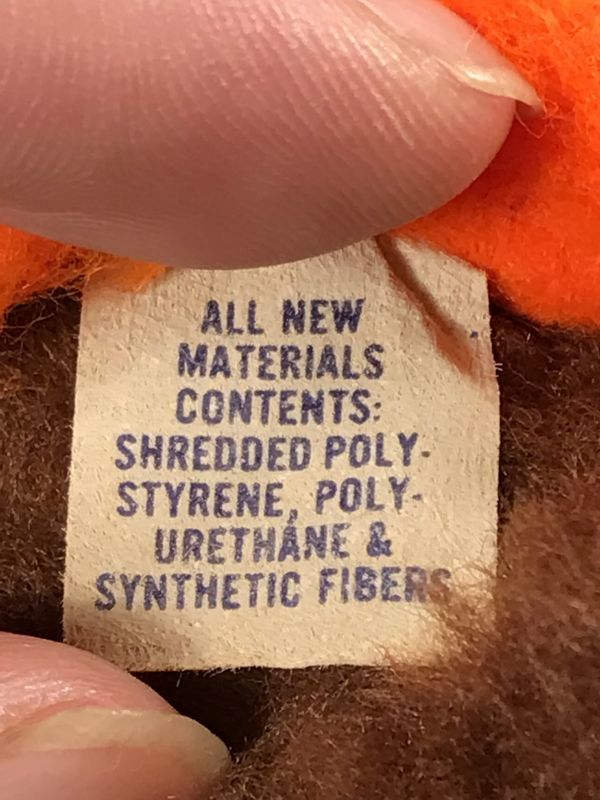 ALL NEW
MATERIALS
CONTENTS:
SHREDDED POLY-
STYRENE, POLY-
URETHANE &
SYNTHETIC FIBERS